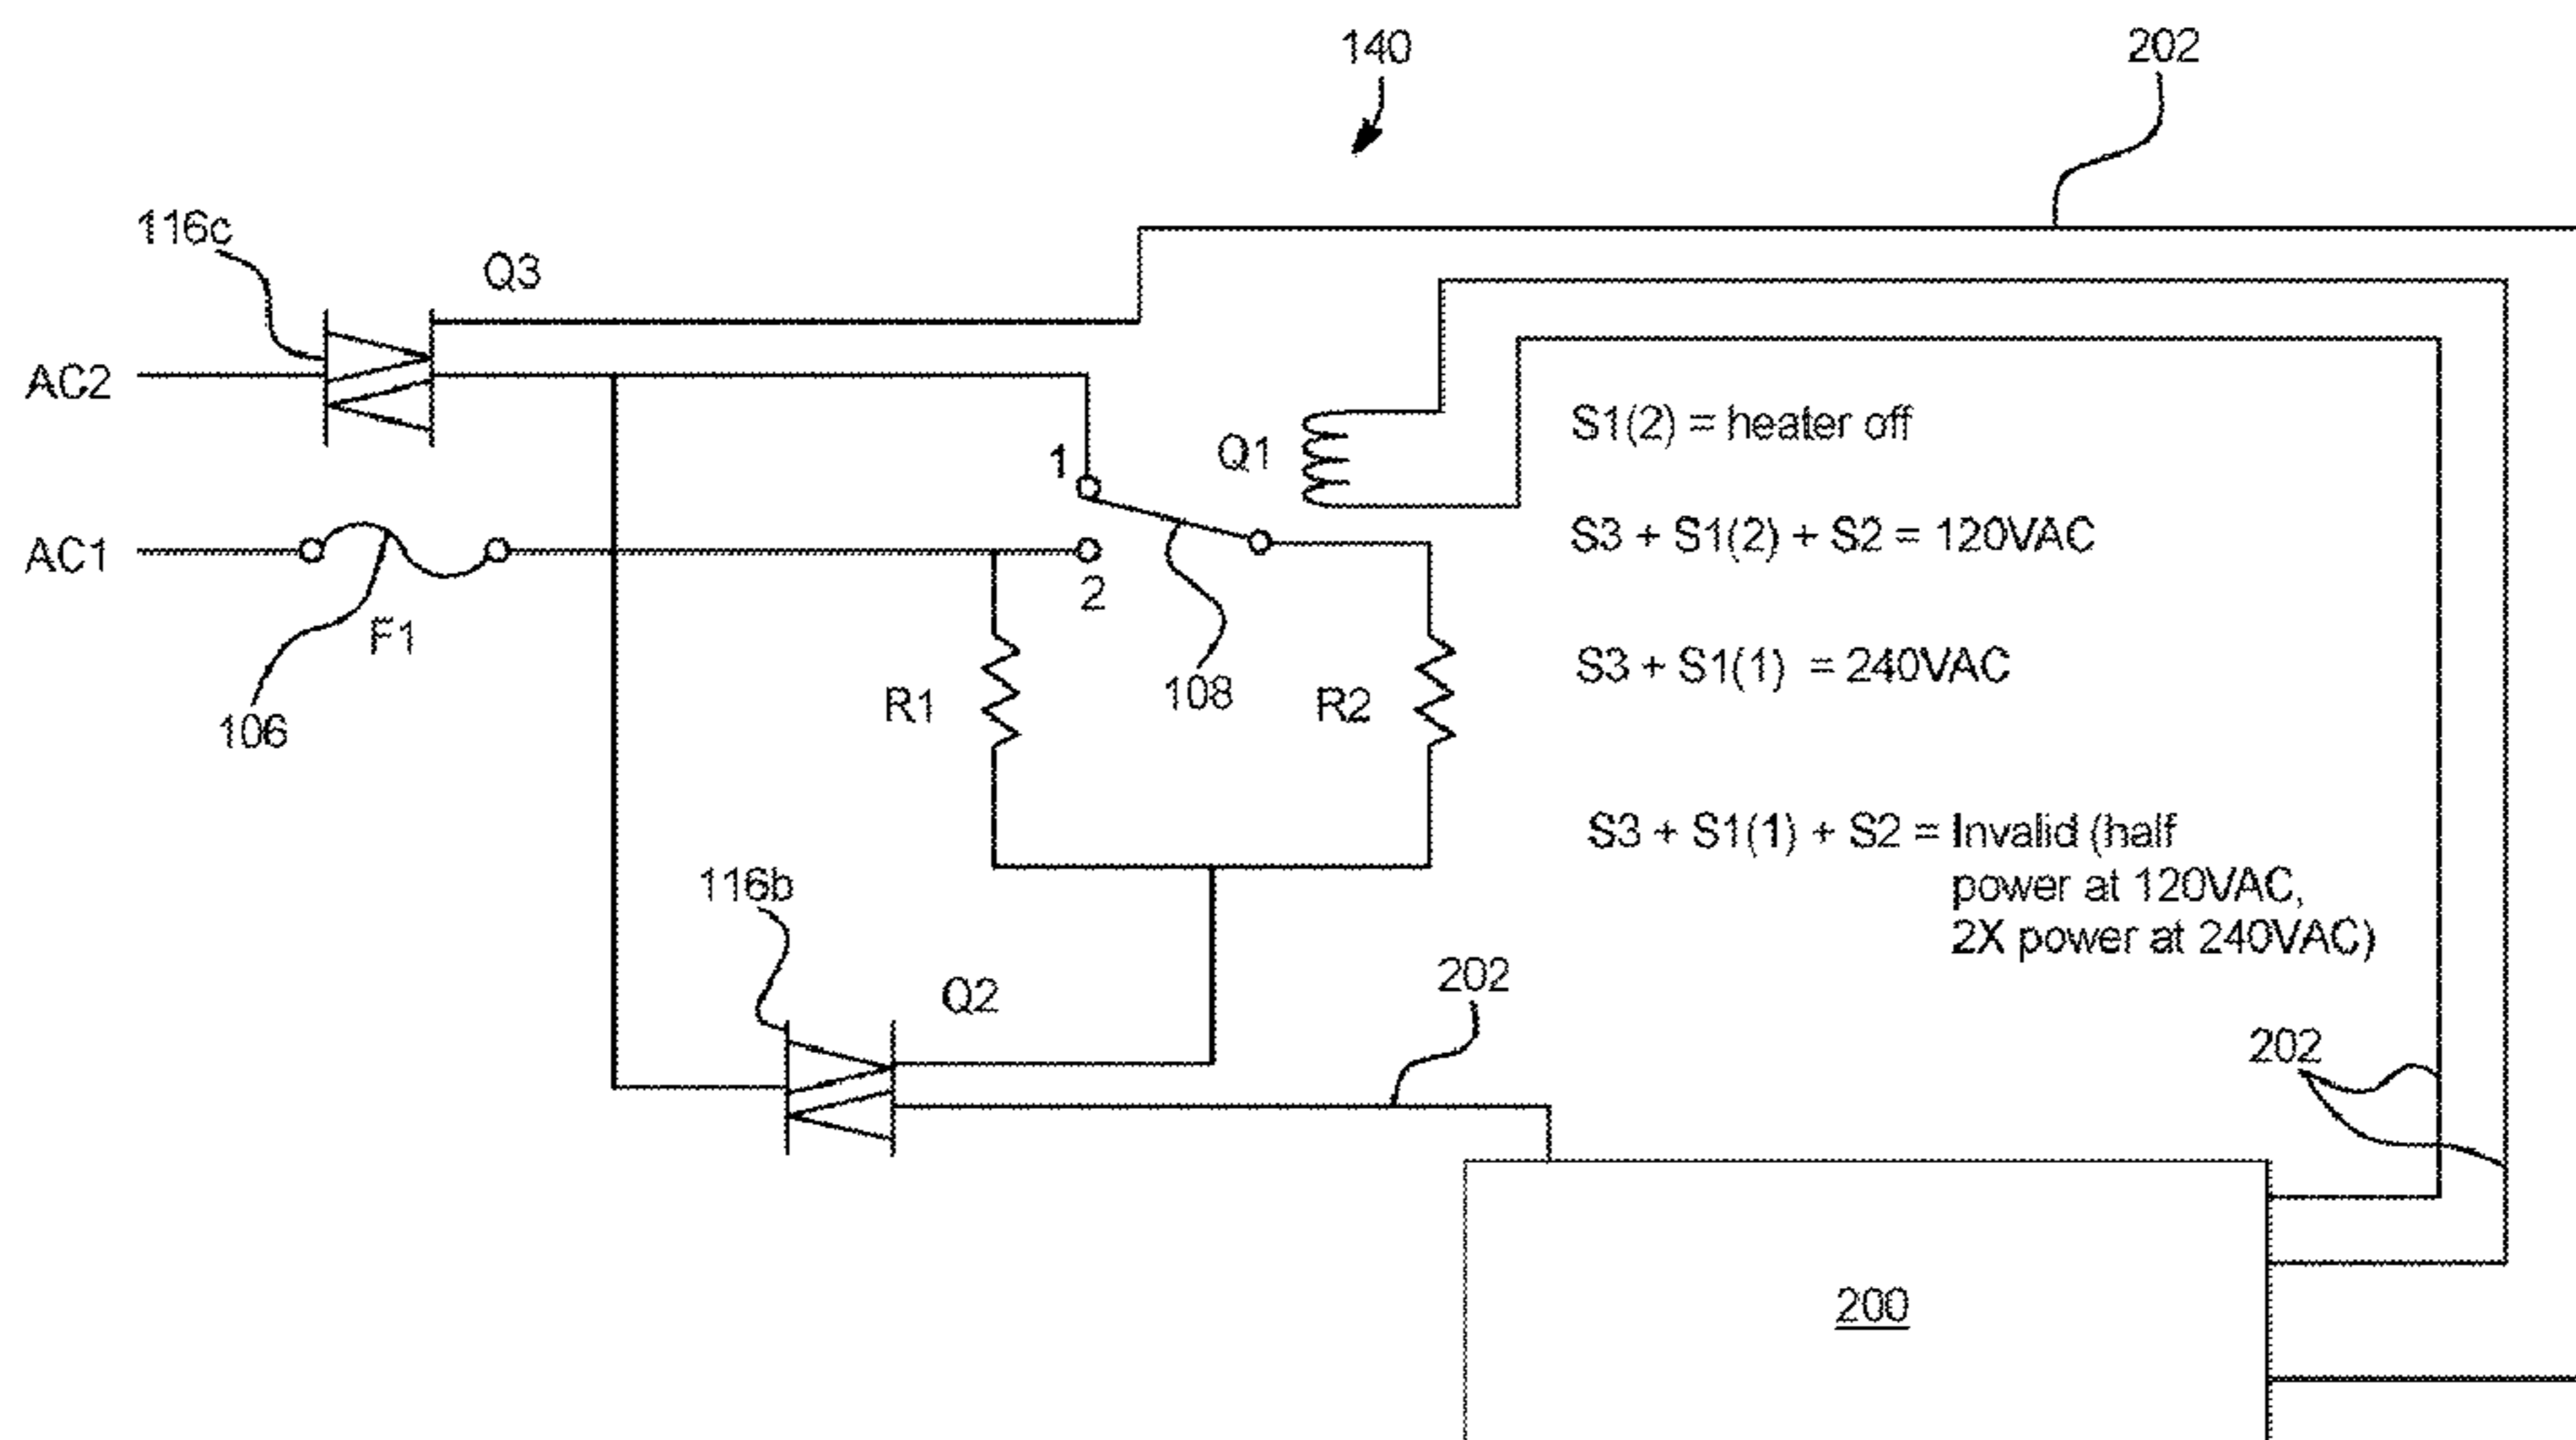 140
202
116c
Q3
AC2
S1(2) = heater off
Q1
1
S3 + S1(2) + S2 = 120VAC
AC1
2
F1
S3 + S1(1) = 240VAC
108
R1
R2
106
S3 + S1(1) + S2 = Invalid (half
power at 120VAC,
2X power at 240VAC)
116b
Q2
202
202
200